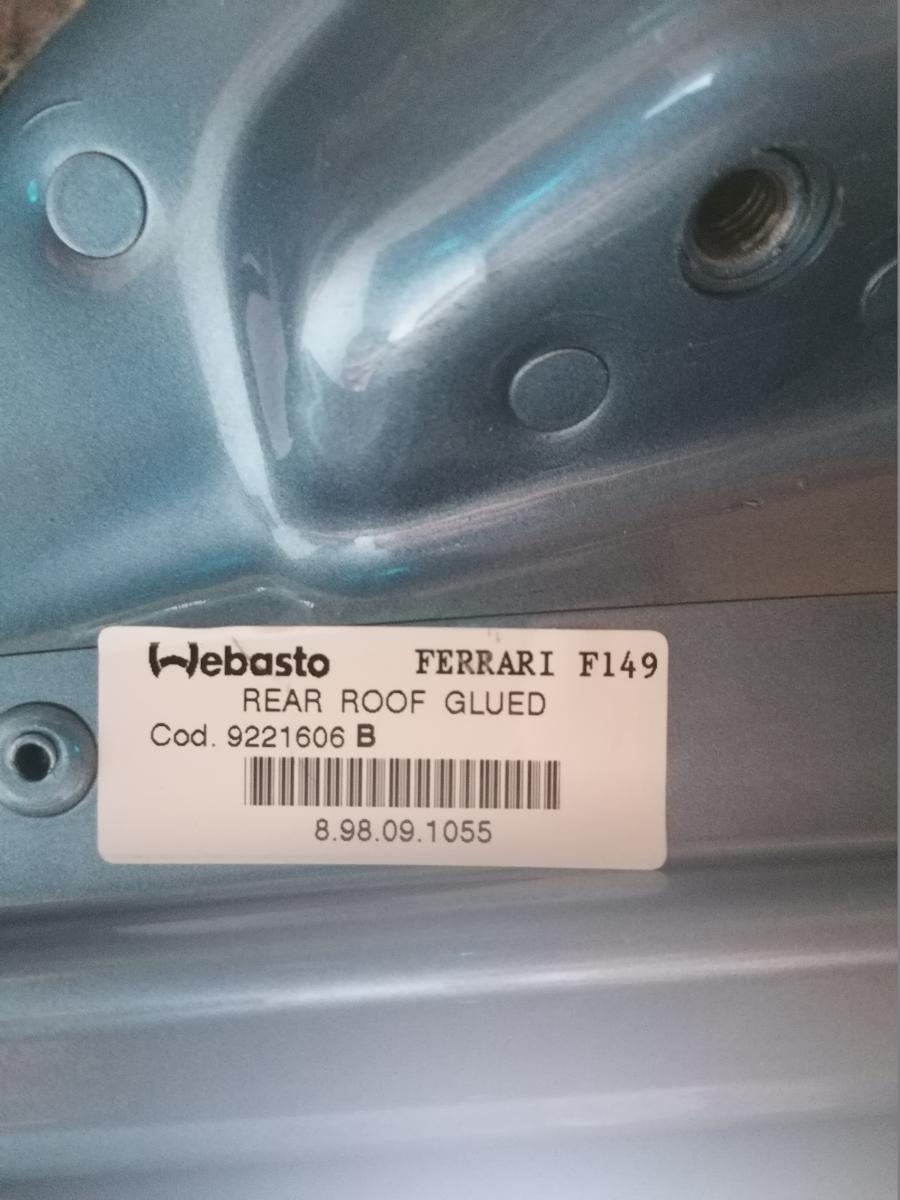 Webasto FERRARI F149
REAR ROOF GLUED
Cod. 9221606 B
8.98.09.1055